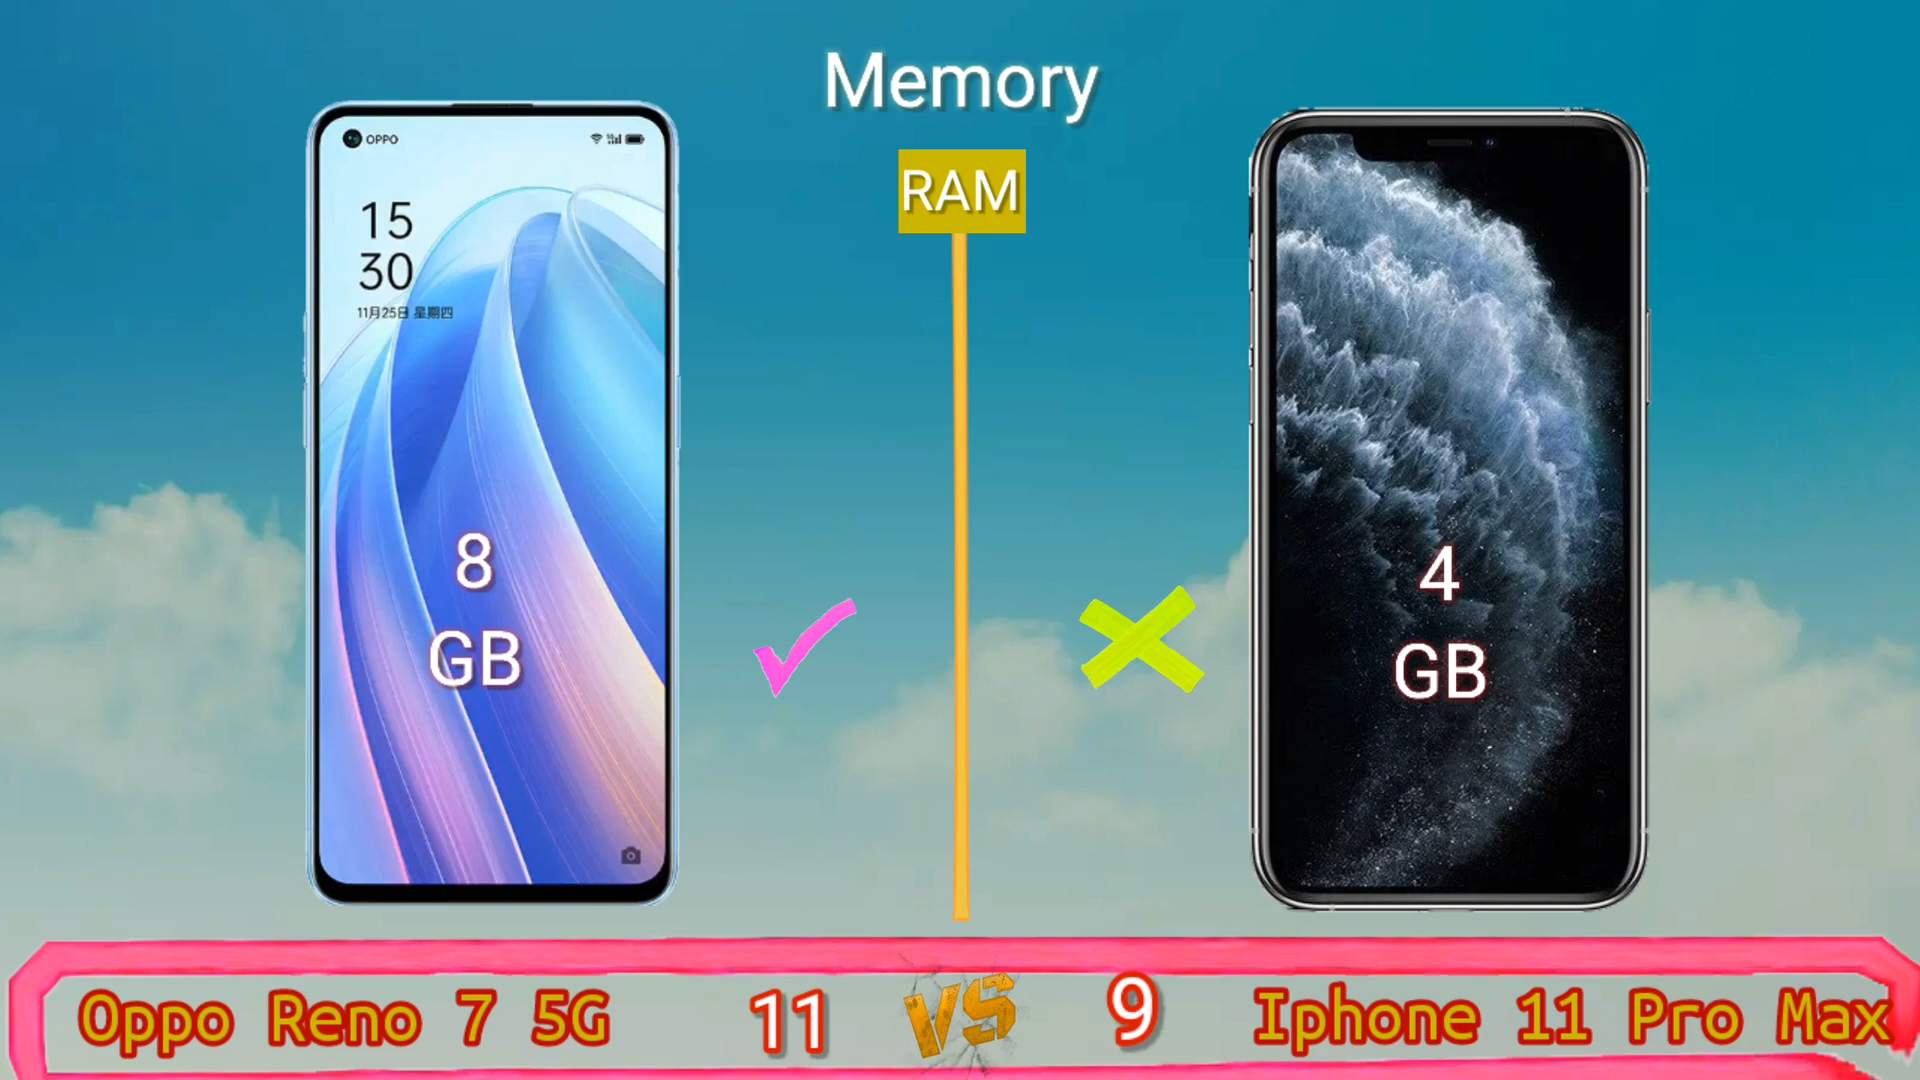 Memory
RAM
OPPO
15
30
11月25日 星期四
8
GB
4
GB
Oppo Reno 7 5G 11 VS 9 Iphone 11 Pro Max